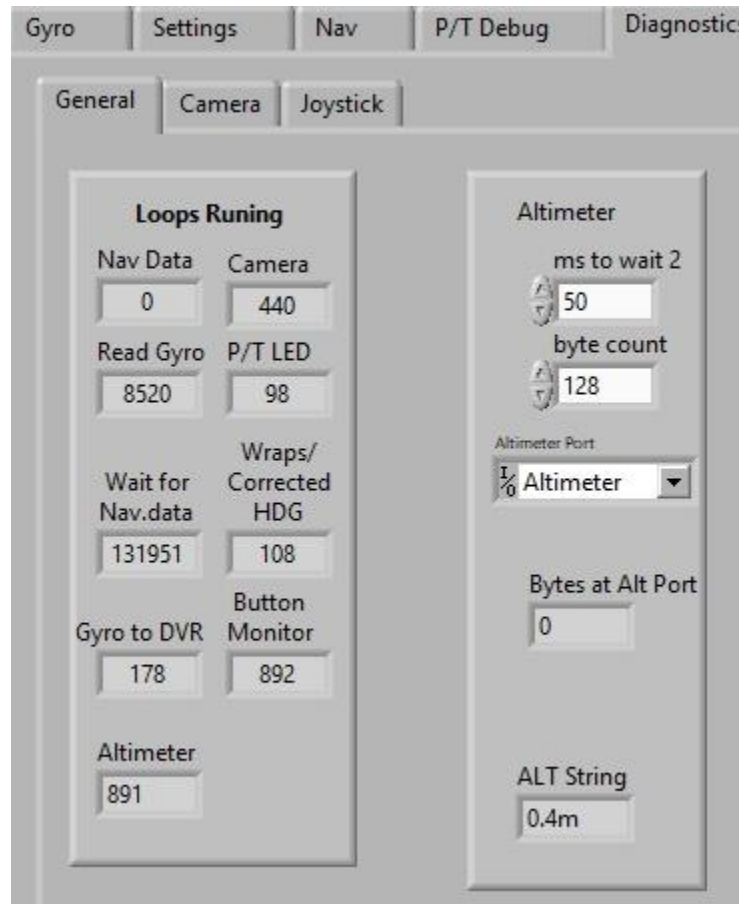 Gyro
Settings
Nav
P/T Debug
Diagnostics
General
Camera
Joystick
Loops Runing
Nav Data
0
Camera
440
Read Gyro
8520
P/T LED
98
Wait for
Nav.data
131951
Wraps/
Corrected
HDG
108
Gyro to DVR
178
Button
Monitor
892
Altimeter
891
Altimeter
ms to wait 2
50
byte count
128
Altimeter Port
I/O Altimeter
Bytes at Alt Port
0
ALT String
0.4m